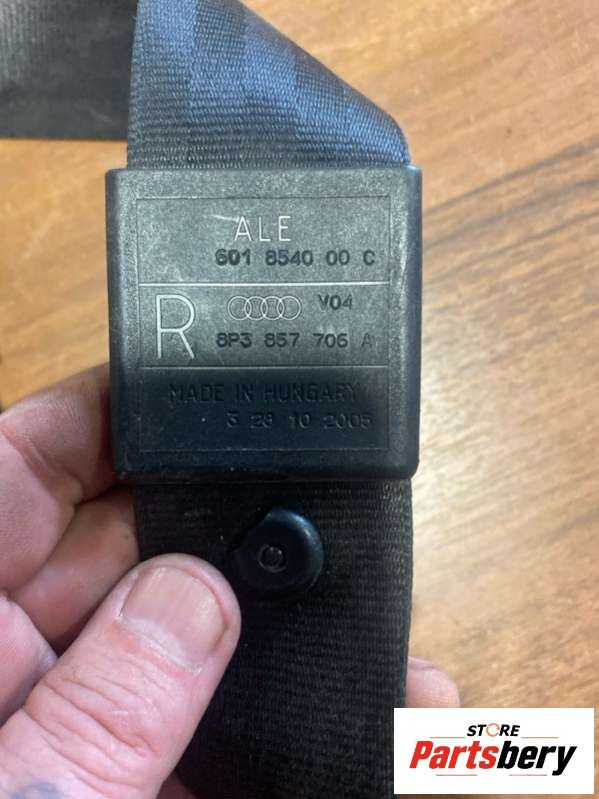 ALE
601 8540 00 C
R
V04
8P3 857 706 A
MADE IN HUNGARY
3 28 10 2005
STORE
Partsbery